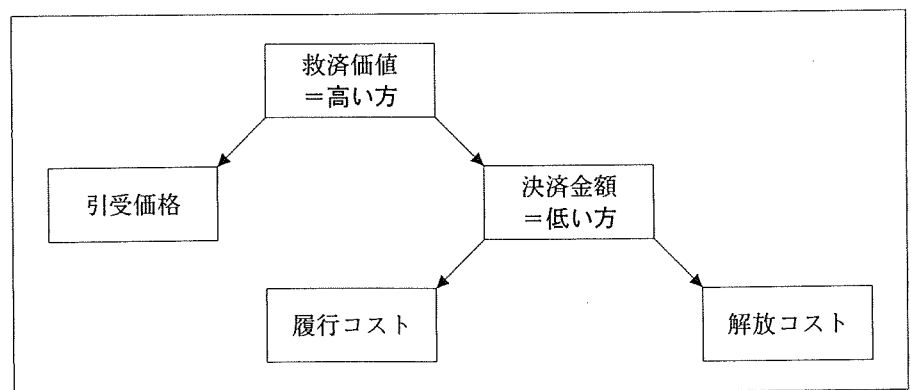 救済価値
＝高い方
引受価格
決済金額
＝低い方
履行コスト
解放コスト